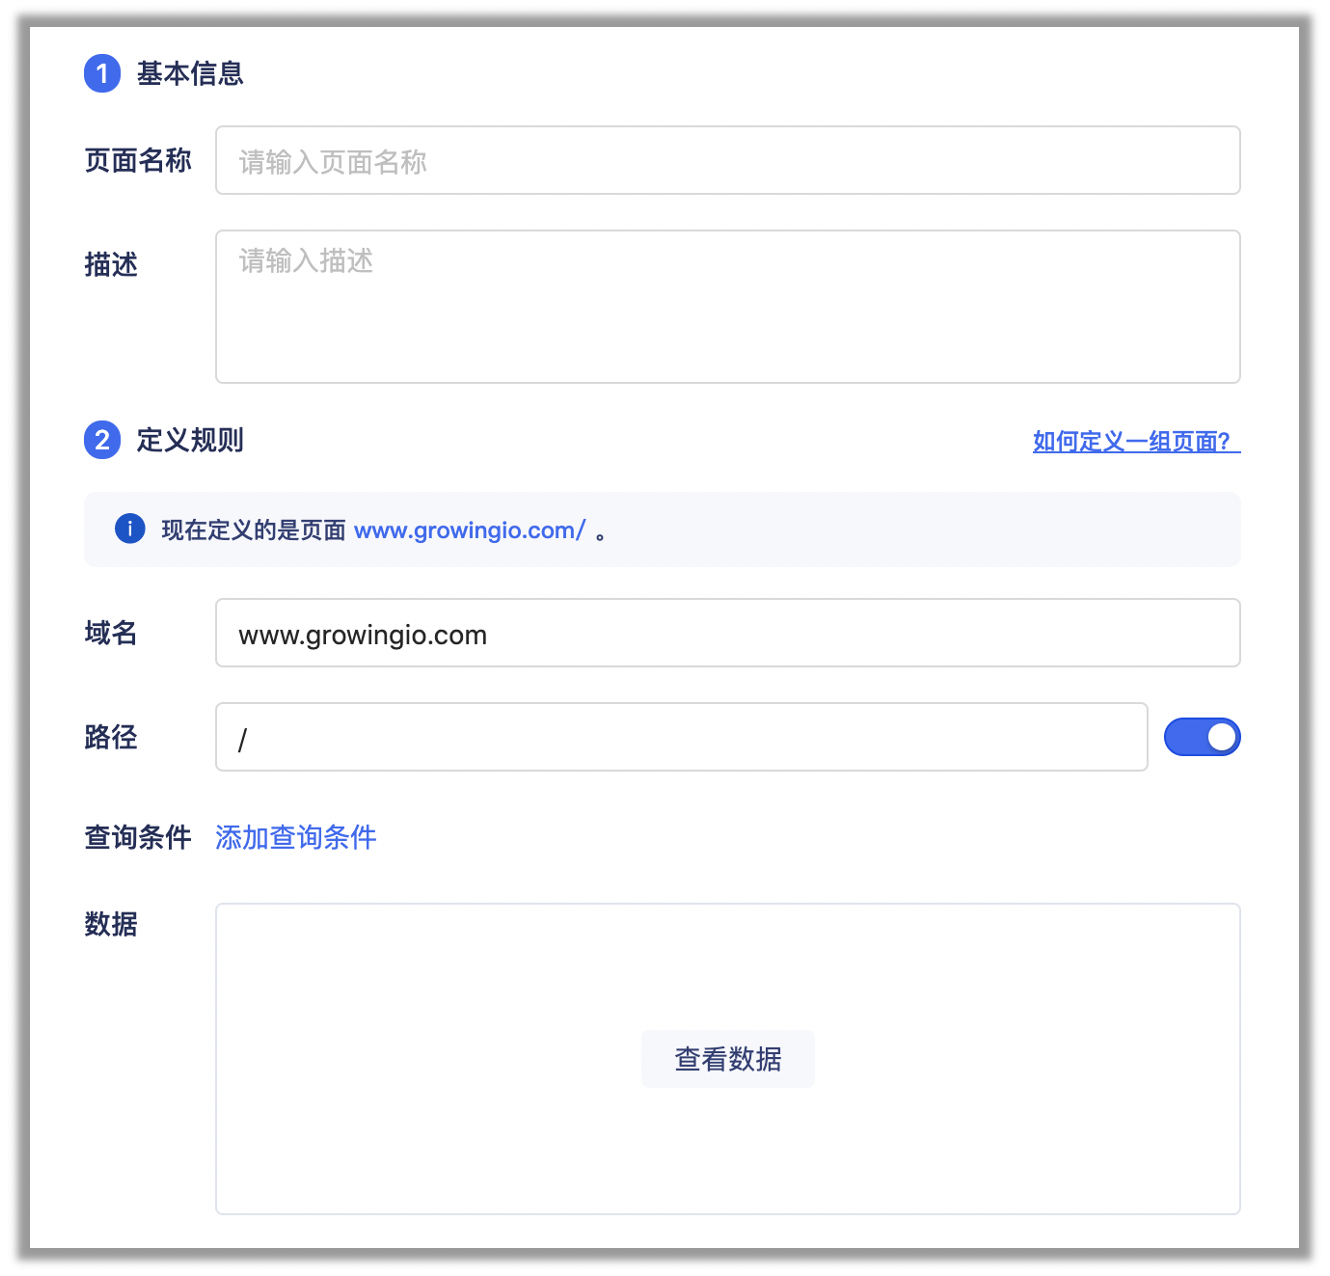 1 基本信息
页面名称 请输入页面名称
描述 请输入描述
2 定义规则 如何定义一组页面?
i 现在定义的是页面 www.growingio.com/ 。
域名 www.growingio.com
路径 /
查询条件 添加查询条件
数据
查看数据